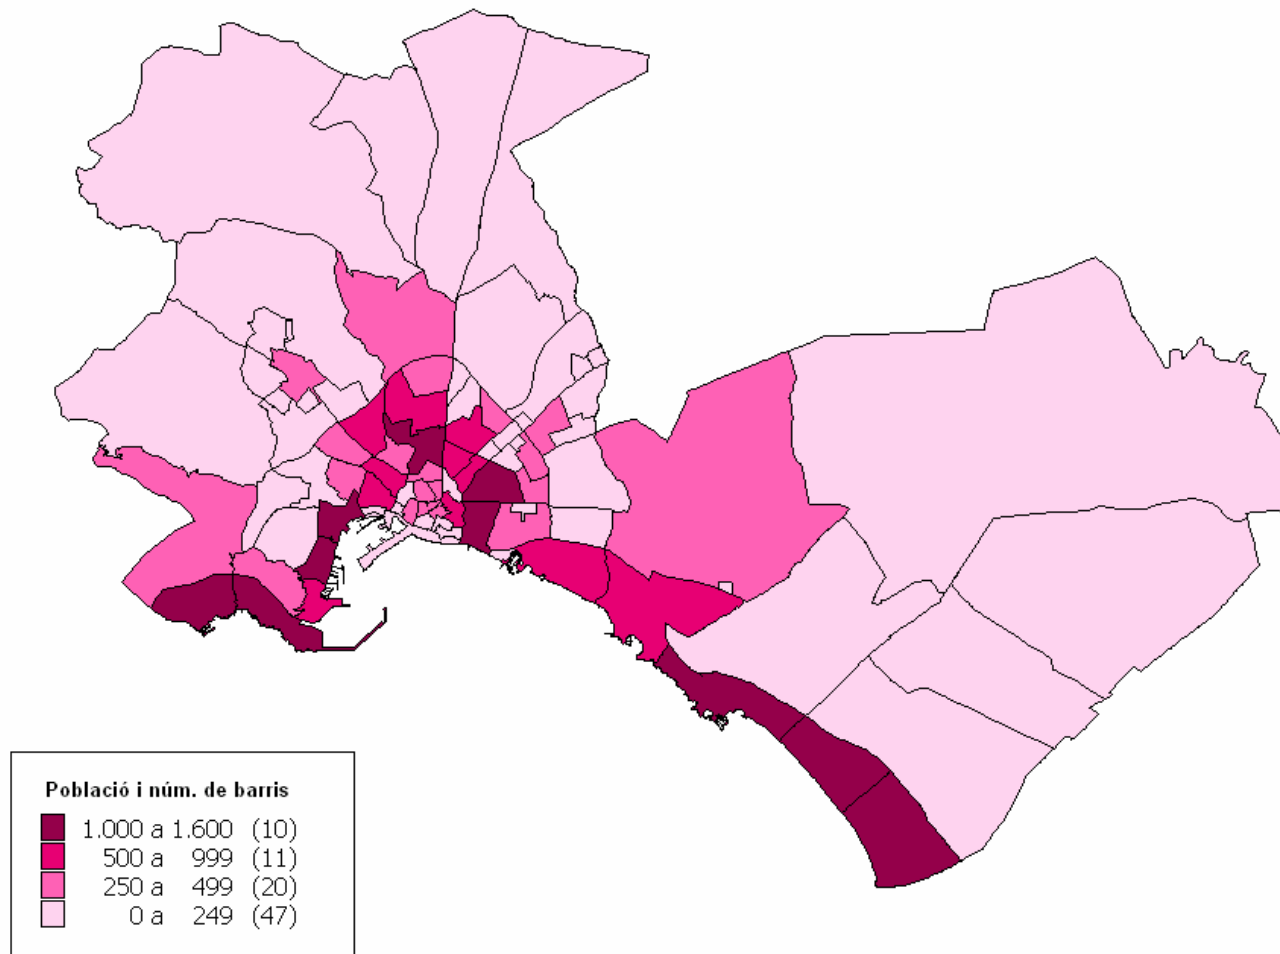 Població i núm. de barris
1.000 a 1.600 (10)
500 a 999 (11)
250 a 499 (20)
0 a 249 (47)